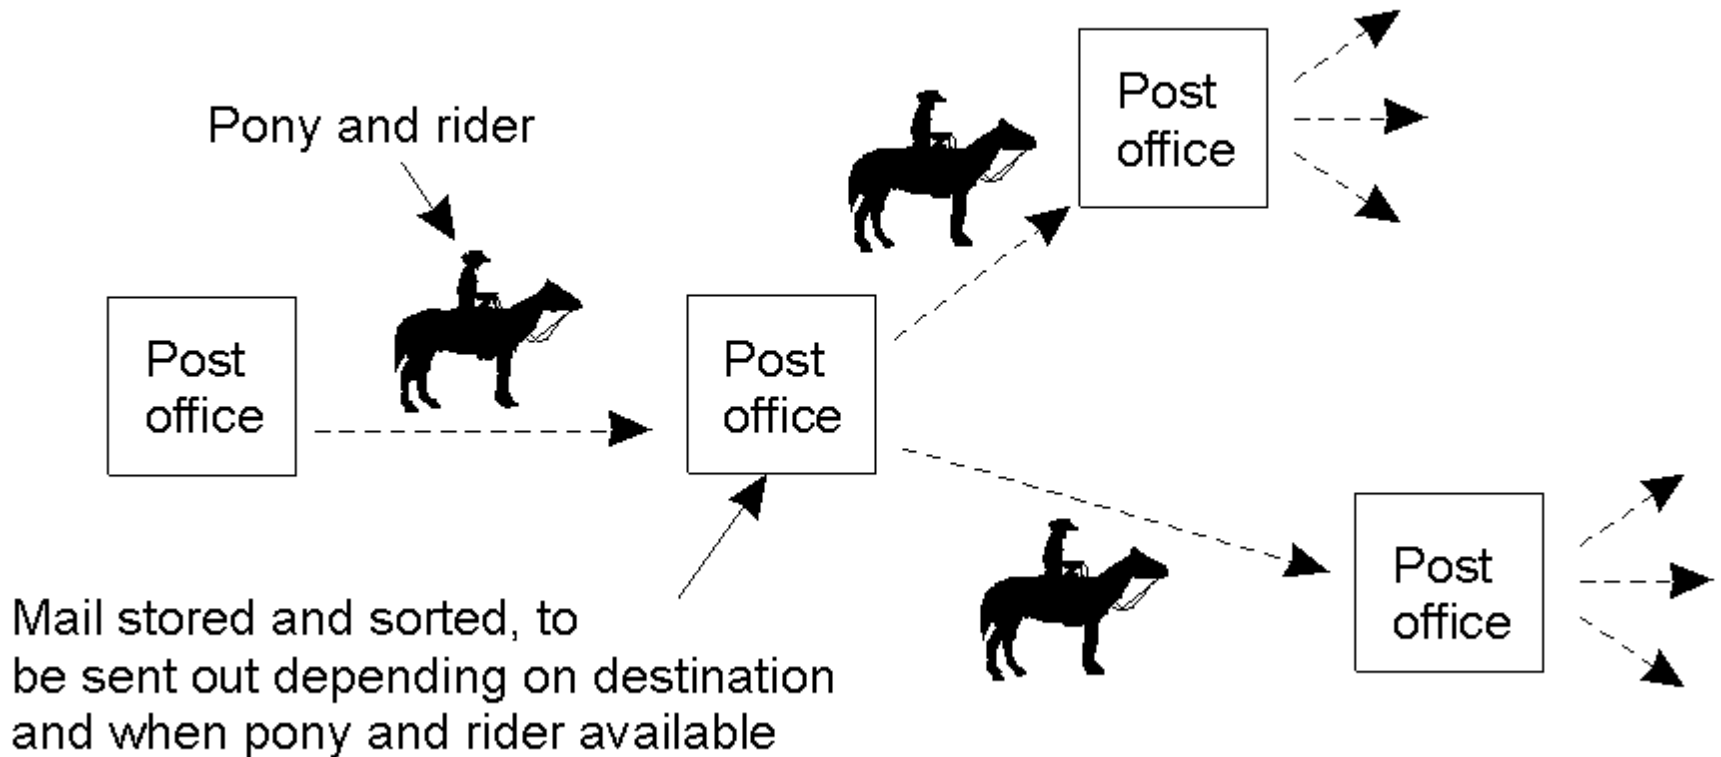 Post
office
Pony and rider
Post
office
Post
office
Mail stored and sorted, to
be sent out depending on destination
and when pony and rider available
Post
office